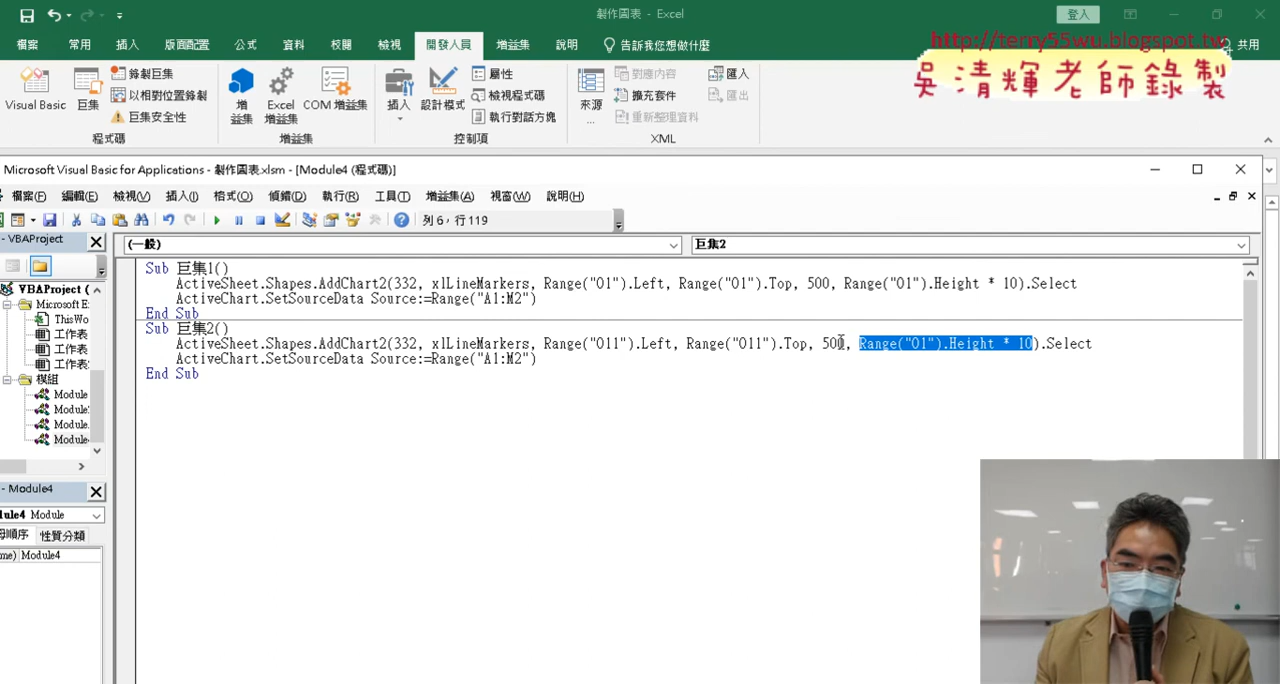 製作圖表 - Excel
登入
檔案 常用 插入 版面配置 公式 資料 校閱 檢視 開發人員 增益集 說明 告訴我您想做什麼 共用
http://terry55wu.blogspot.tw
吳清輝老師錄製
Visual Basic 巨集 錄製巨集 以相對位置錄製 巨集安全性
增益集 Excel 增益集 COM 增益集
插入 設計模式 屬性 檢視程式碼 執行對話方塊
來源... 對應內容 擴充套件 重新整理資料 匯入 匯出
程式碼 增益集 控制項 XML
Microsoft Visual Basic for Applications - 製作圖表.xlsm - [Module4 (程式碼)]
檔案(F) 編輯(E) 檢視(V) 插入(I) 格式(O) 偵錯(D) 執行(R) 工具(T) 增益集(A) 視窗(W) 說明(H)
列 6, 行 119
- VBAProject
(一般) 巨集2
VBAProject (
Microsoft E
ThisWo
工作表
工作表
工作表
模組
Module
Module
Module
Module
- Module4
dule4 Module
母順序 性質分類
me) Module4
Sub 巨集1()
ActiveSheet.Shapes.AddChart2(332, xlLineMarkers, Range("O1").Left, Range("O1").Top, 500, Range("O1").Height * 10).Select
ActiveChart.SetSourceData Source:=Range("A1:M2")
End Sub
Sub 巨集2()
ActiveSheet.Shapes.AddChart2(332, xlLineMarkers, Range("O11").Left, Range("O11").Top, 500, Range("O1").Height * 10).Select
ActiveChart.SetSourceData Source:=Range("A1:M2")
End Sub